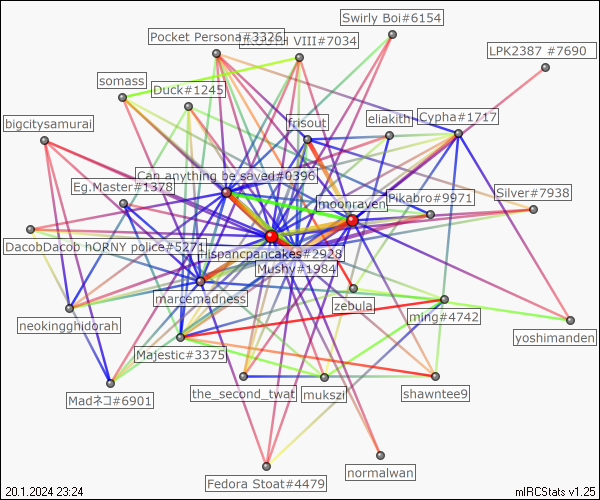 Swirly Boi#6154
Pocket Persona#3326
VIII#7034
LPK2387 #7690
somass
Duck#1245
bigcitysamurai
frisout
eliakith
Cypha#1717
Can anything be saved#0396
Eg.Master#1378
moonraven
Pikabro#9971
Silver#7938
DacobDacob hORNY police#5271
Hispancpancakes#2928
Mushy#1984
marcemadness
zebula
neokingghidorah
ming#4742
yoshimanden
Majestic#3375
Madネコ#6901
the_second_twat
mukszi
shawntee9
Fedora Stoat#4479
normalwan
20.1.2024 23:24
mIRCStats v1.25